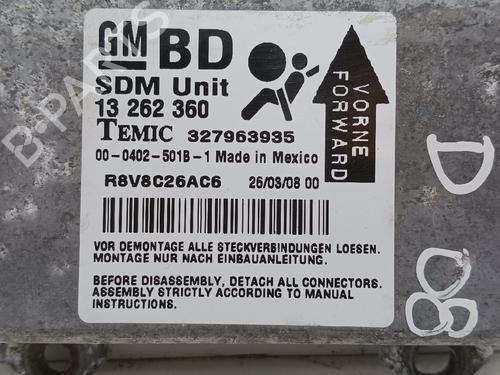 GM BD
SDM Unit
13 262 360
TEMIC 327963935
00-0402-501B-1 Made in Mexico
R8V8C26AC6 26/03/08 00
VORNE
FORWARD
VOR DEMONTAGE ALLE STECKVERBINDUNGEN LOESEN.
MONTAGE NUR NACH EINBAUANLEITUNG.
BEFORE DISASSEMBLY, DETACH ALL CONNECTORS.
ASSEMBLY STRICTLY ACCORDING TO MANUAL
INSTRUCTIONS.
D
08
B-PARTS